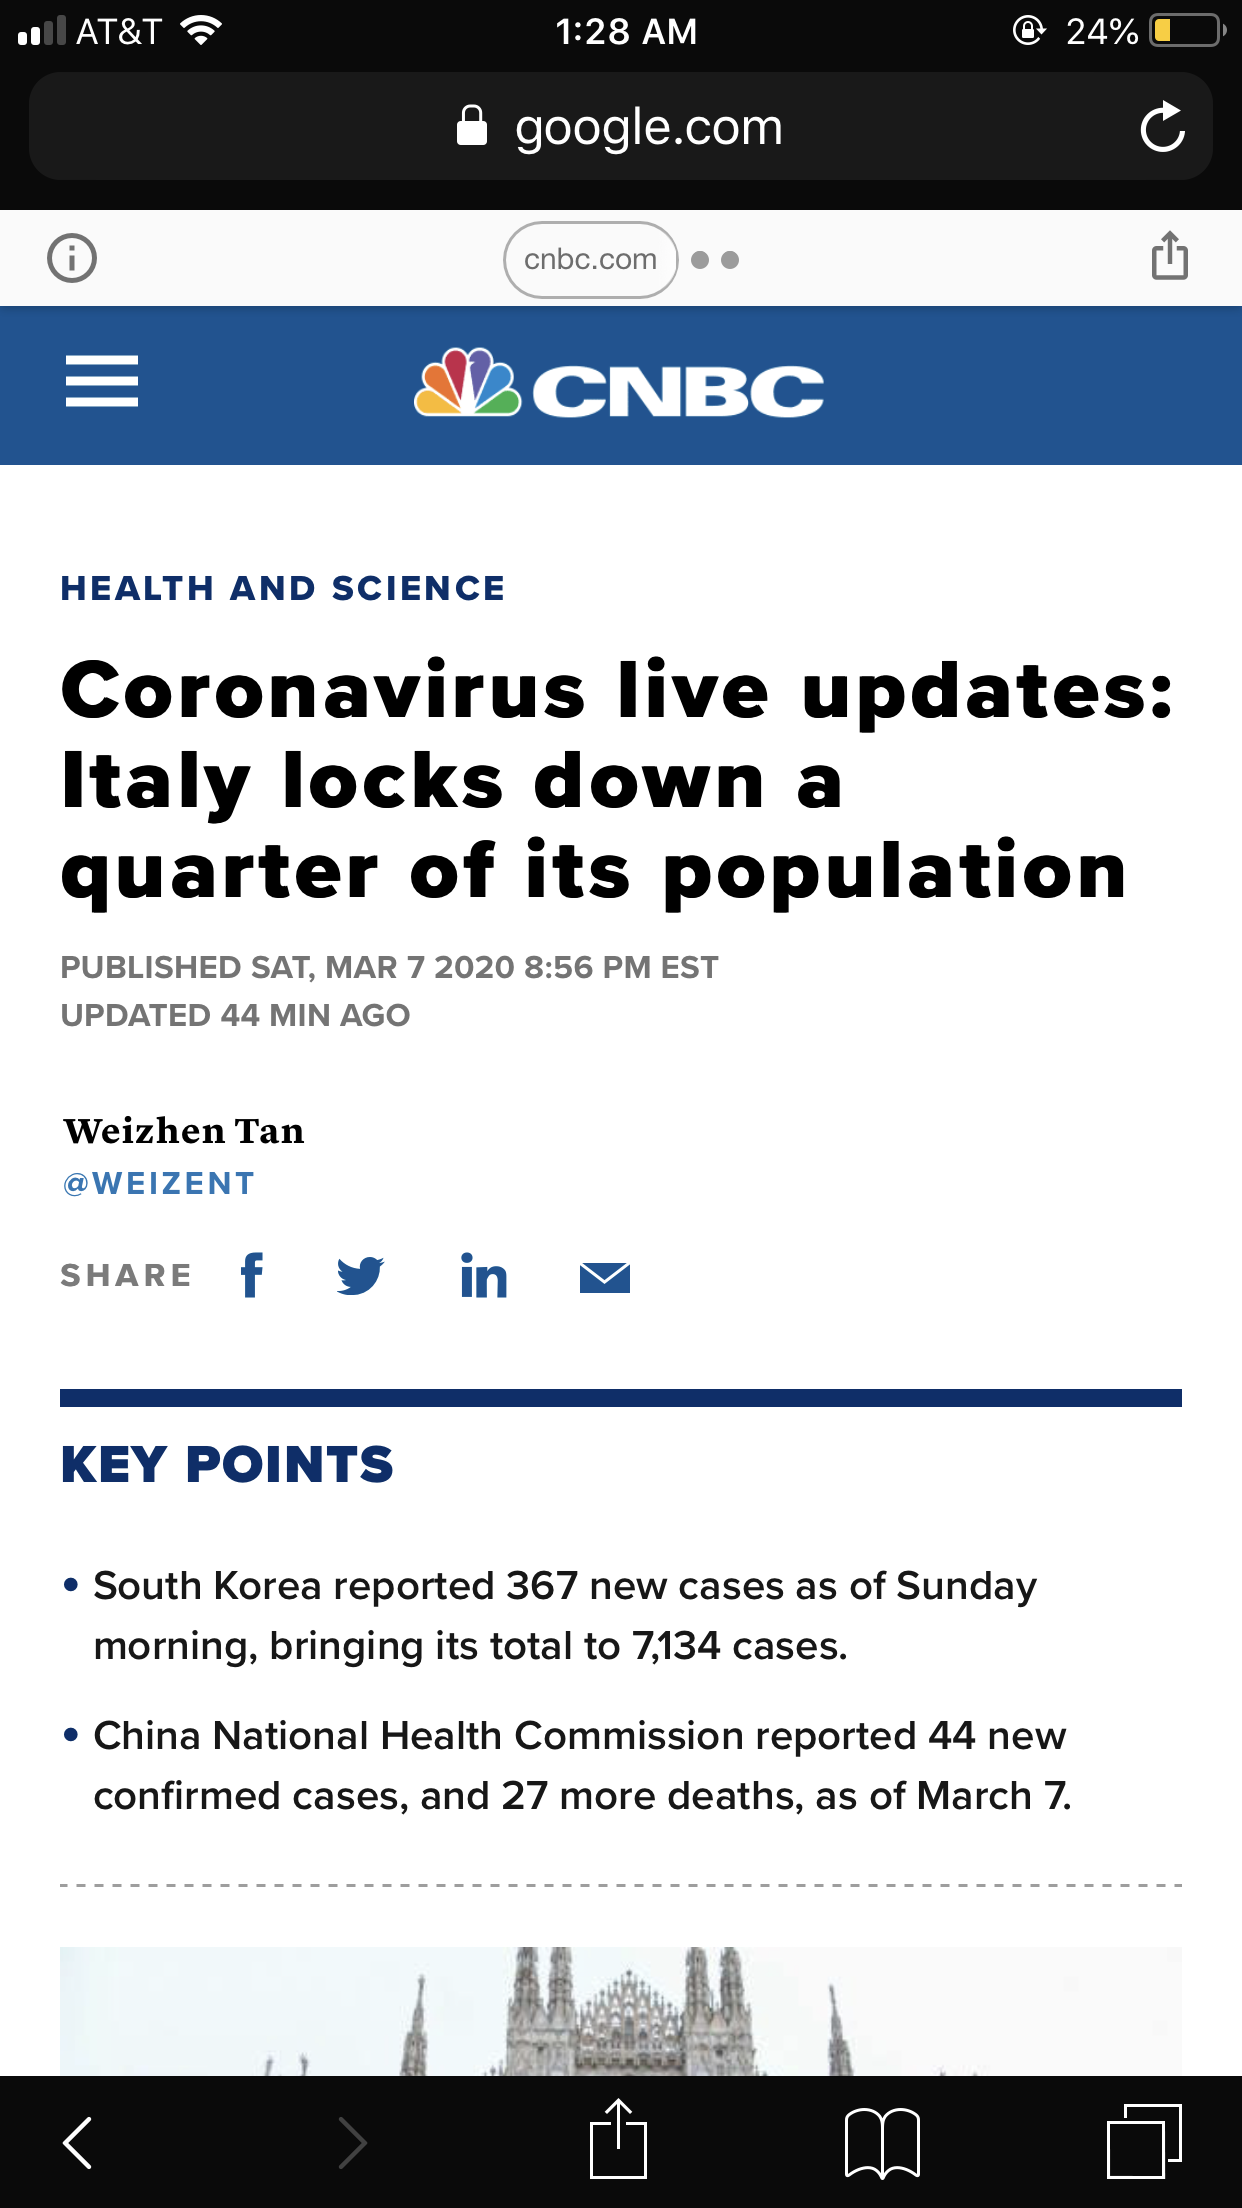 AT&T 1:28 AM 24%
google.com
cnbc.com
CNBC
HEALTH AND SCIENCE
Coronavirus live updates:
Italy locks down a
quarter of its population
PUBLISHED SAT, MAR 7 2020 8:56 PM EST
UPDATED 44 MIN AGO
Weizhen Tan
@WEIZENT
SHARE f in
KEY POINTS
• South Korea reported 367 new cases as of Sunday
morning, bringing its total to 7,134 cases.
• China National Health Commission reported 44 new
confirmed cases, and 27 more deaths, as of March 7.